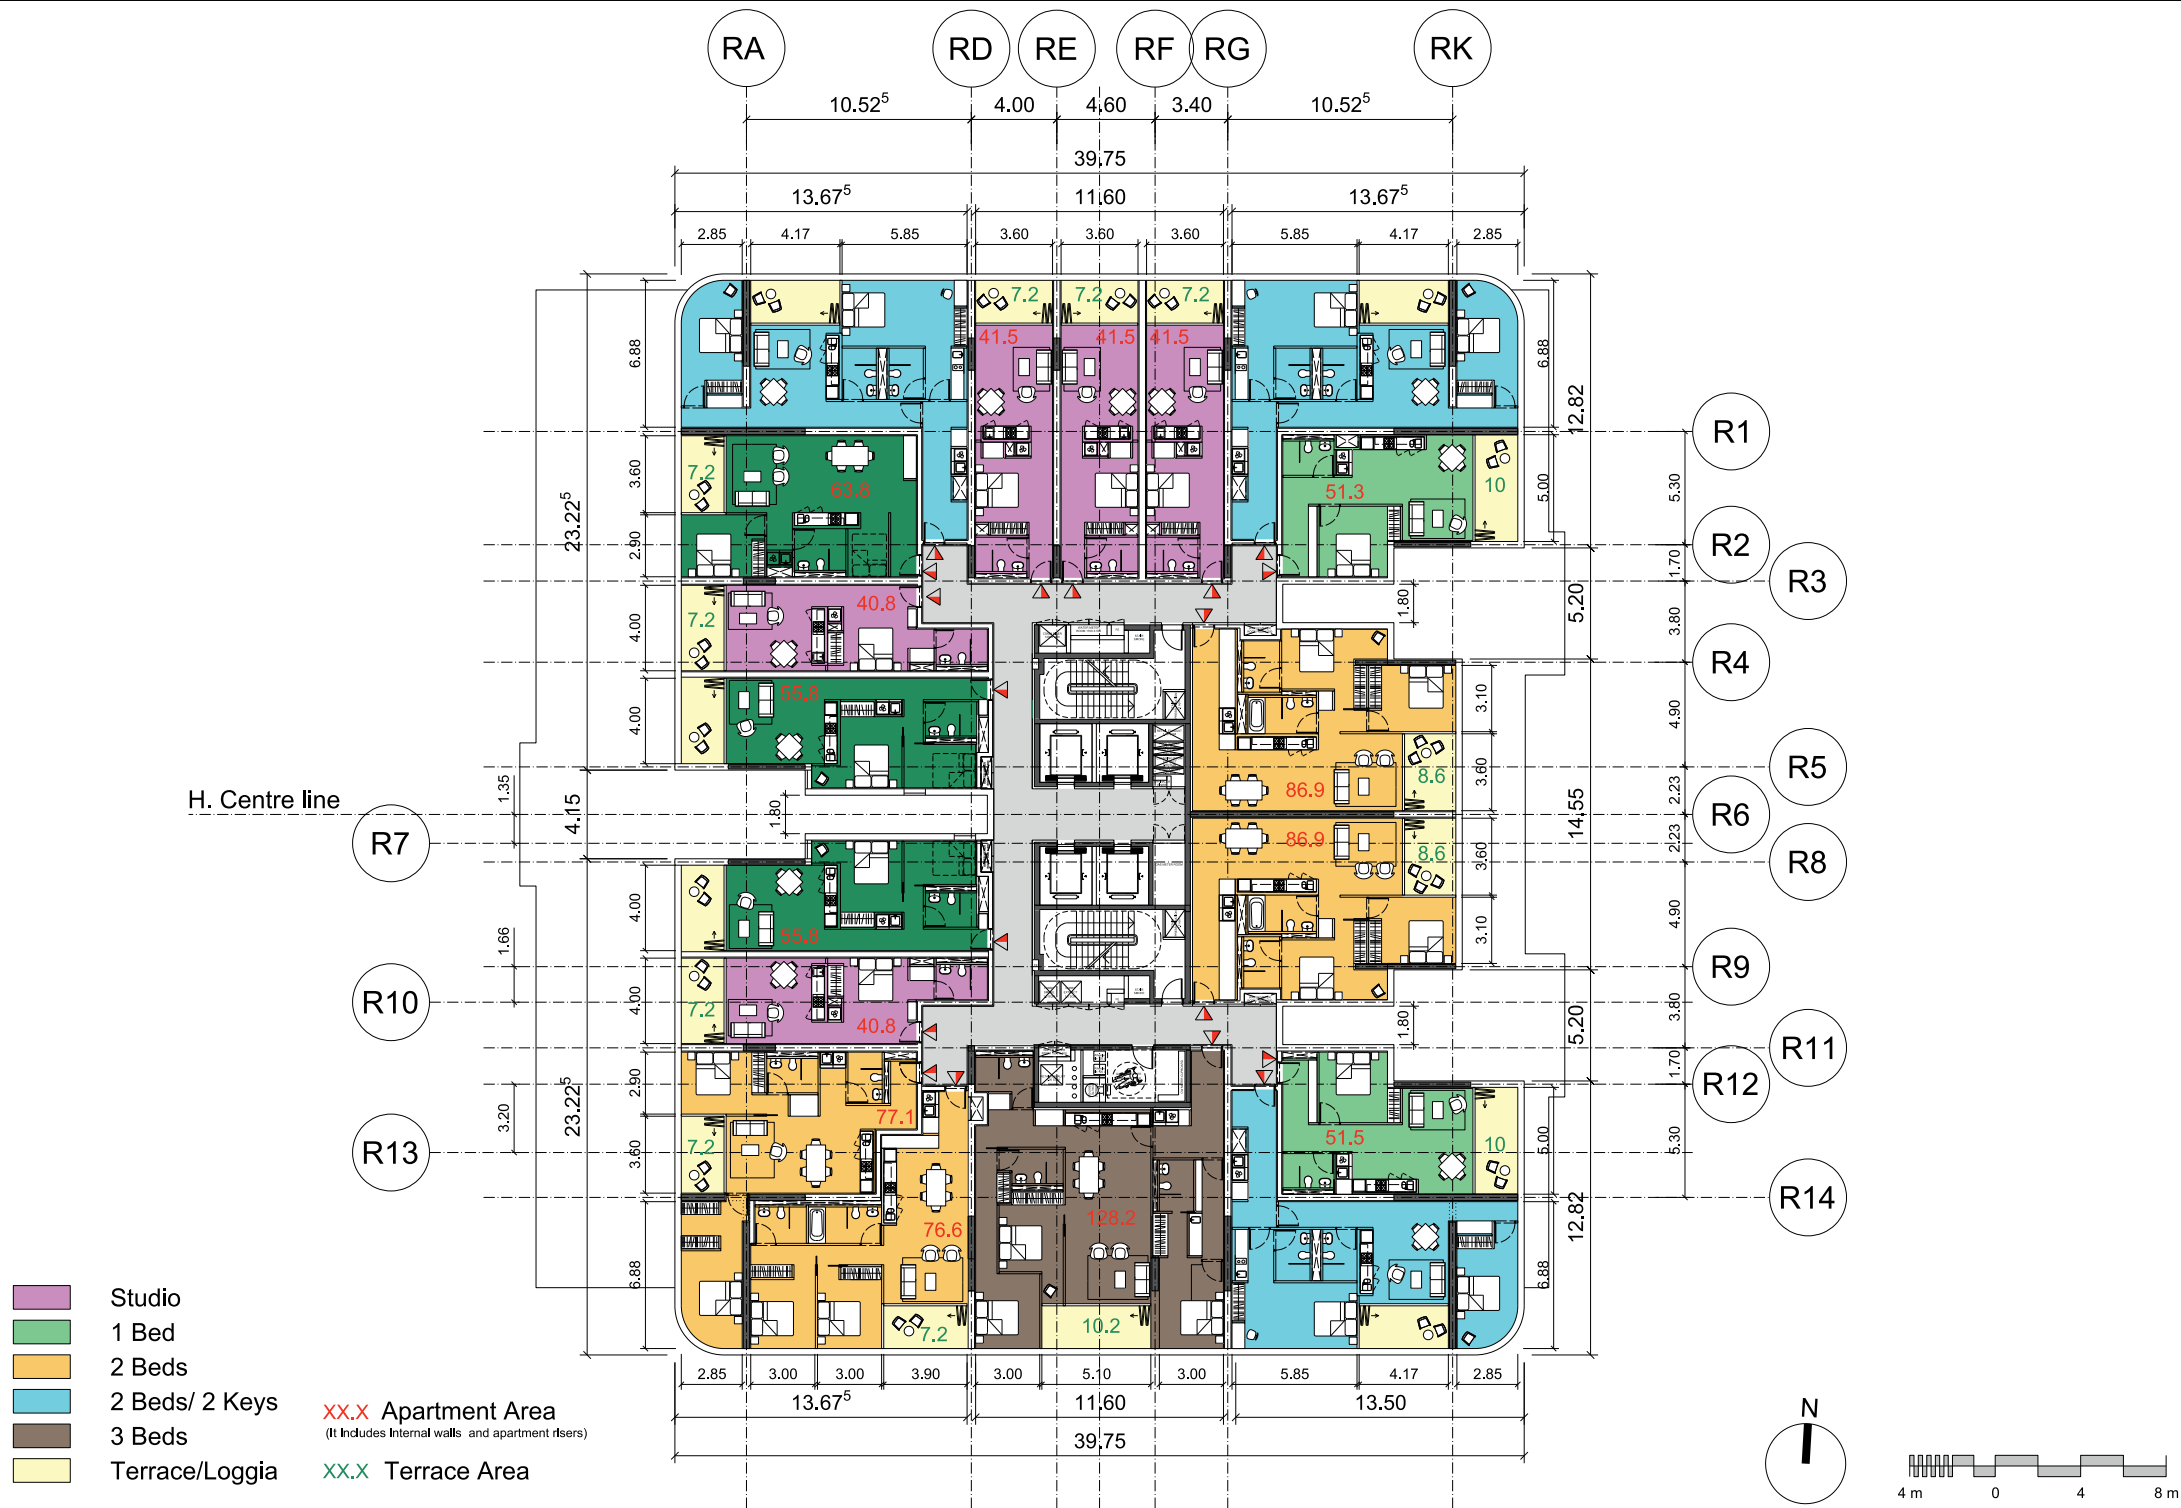 RA RD RE RF RG RK
10.52⁵ 4.00 4.60 3.40 10.52⁵
39.75
13.67⁵ 11.60 13.67⁵
2.85 4.17 5.85 3.60 3.60 3.60 5.85 4.17 2.85
7.2 7.2 7.2
41.5 41.5 41.5
6.88 6.88
12.82
R1
3.60 7.2 63.8 51.3 10 5.00 5.30
23.22⁵
2.90 R2
1.70
R3
7.2 40.8 1.80 5.20
4.00 3.80
R4
55.8
4.00 3.10 4.90
R5
8.6 3.60
1.35 86.9 2.23
H. Centre line 4.15 1.80 14.55
R6
R7 86.9 8.6 3.60 2.23
R8
4.00 4.90
55.8 3.10
1.66
R9
R10 4.00 7.2 40.8 1.80 3.80 5.20
R11
2.90 1.70
R12
3.20 23.22⁵ 77.1
R13 3.60 7.2 51.5 10 5.00 5.30
R14
76.6 128.2 12.82
6.88 6.88
7.2 10.2
2.85 3.00 3.00 3.90 3.00 5.10 3.00 5.85 4.17 2.85
13.67⁵ 11.60 13.50
39.75
Studio
1 Bed
2 Beds
2 Beds/ 2 Keys
3 Beds
Terrace/Loggia
XX.X Apartment Area
(It Includes Internal walls and apartment risers)
XX.X Terrace Area
N
4 m 0 4 8 m